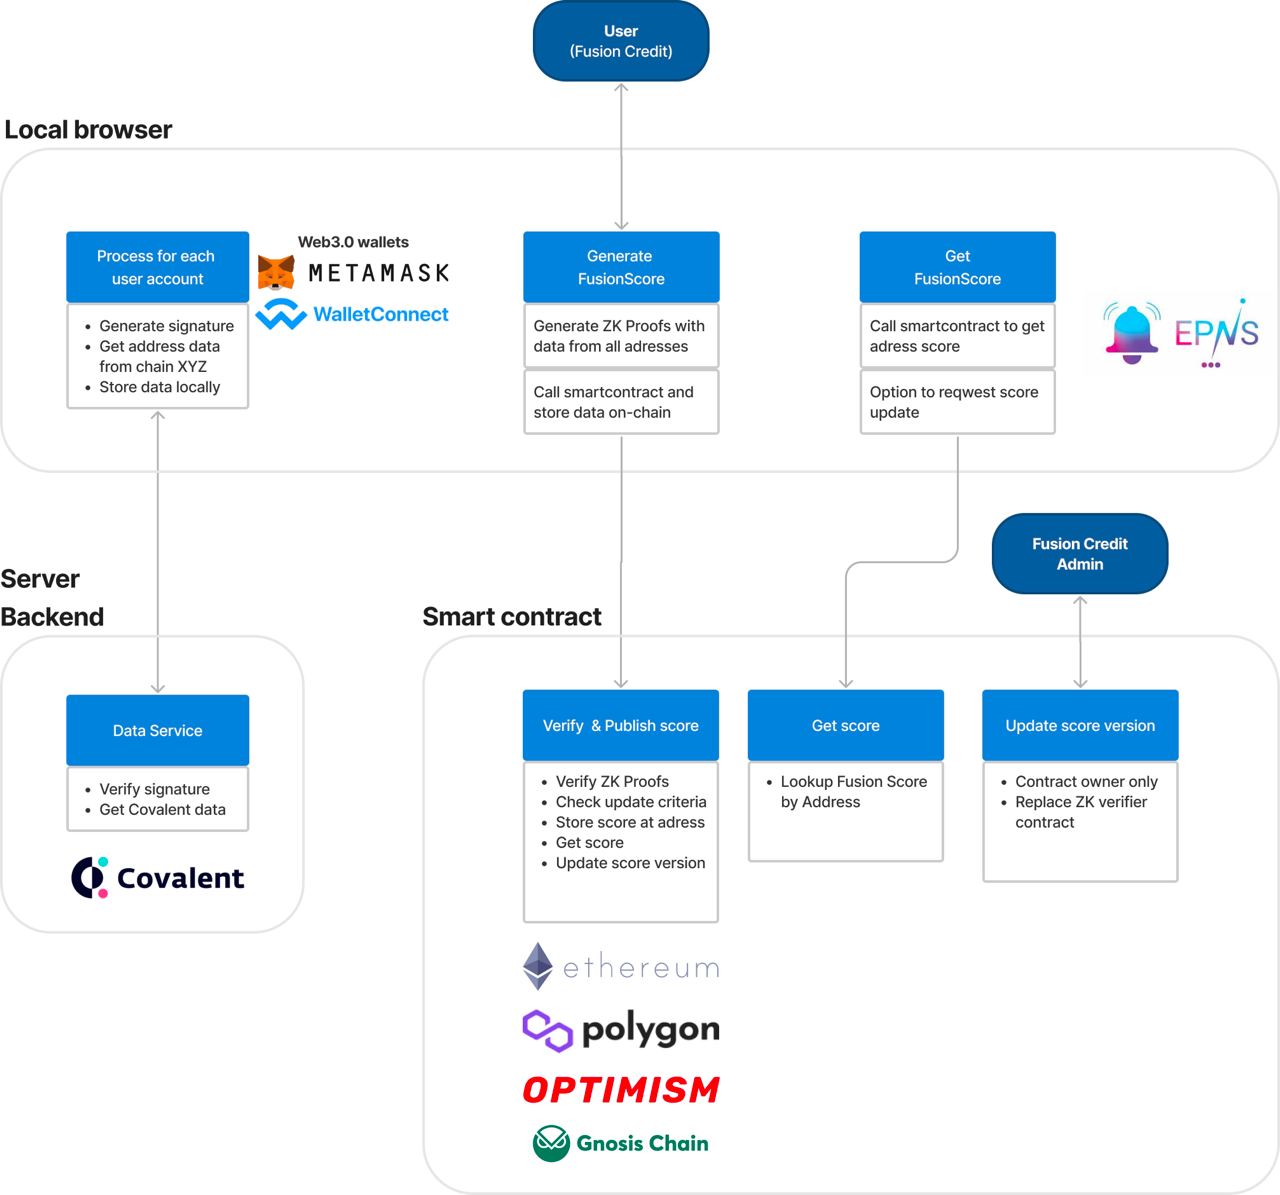 User
(Fusion Credit)
Local browser
Process for each
user account
• Generate signature
• Get address data
from chain XYZ
• Store data locally
Web3.0 wallets
METAMASK
WalletConnect
Generate
FusionScore
Generate ZK Proofs with
data from all adresses
Call smartcontract and
store data on-chain
Get
FusionScore
Call smartcontract to get
adress score
Option to reqwest score
update
EPNS
Fusion Credit
Admin
Server
Backend
Data Service
• Verify signature
• Get Covalent data
Covalent
Smart contract
Verify & Publish score
• Verify ZK Proofs
• Check update criteria
• Store score at adress
• Get score
• Update score version
Get score
• Lookup Fusion Score
by Address
Update score version
• Contract owner only
• Replace ZK verifier
contract
ethereum
polygon
OPTIMISM
Gnosis Chain